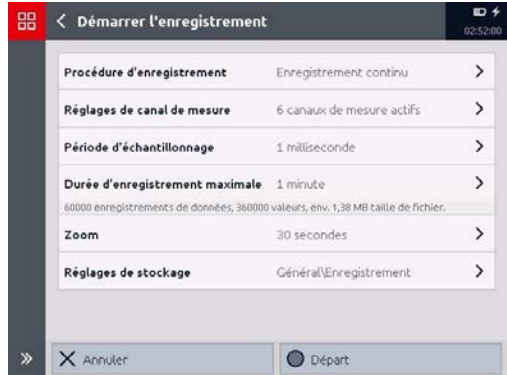 Démarrer l'enregistrement
02:52:00
Procédure d'enregistrement Enregistrement continu
Réglages de canal de mesure 6 canaux de mesure actifs
Période d'échantillonnage 1 milliseconde
Durée d'enregistrement maximale 1 minute
60000 enregistrements de données, 360000 valeurs, env. 1,38 MB taille de fichier.
Zoom 30 secondes
Réglages de stockage Général\Enregistrement
Annuler Départ